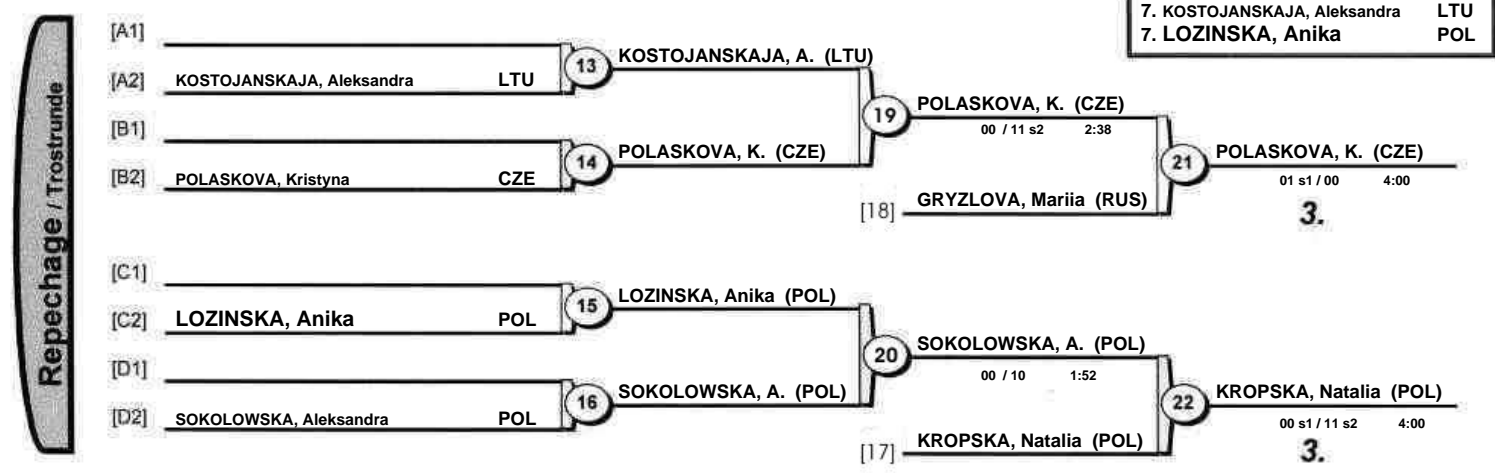 7. KOSTOJANSKAJA, Aleksandra LTU
7. LOZINSKA, Anika POL
Repechage / Trostrunde
[A1]
13 KOSTOJANSKAJA, A. (LTU)
[A2] KOSTOJANSKAJA, Aleksandra LTU
19 POLASKOVA, K. (CZE)
00 / 11 s2 2:38
[B1]
14 POLASKOVA, K. (CZE)
21 POLASKOVA, K. (CZE)
01 s1 / 00 4:00
3.
[B2] POLASKOVA, Kristyna CZE
[18] GRYZLOVA, Mariia (RUS)
[C1]
15 LOZINSKA, Anika (POL)
[C2] LOZINSKA, Anika POL
20 SOKOLOWSKA, A. (POL)
00 / 10 1:52
[D1]
16 SOKOLOWSKA, A. (POL)
22 KROPSKA, Natalia (POL)
00 s1 / 11 s2 4:00
3.
[D2] SOKOLOWSKA, Aleksandra POL
[17] KROPSKA, Natalia (POL)